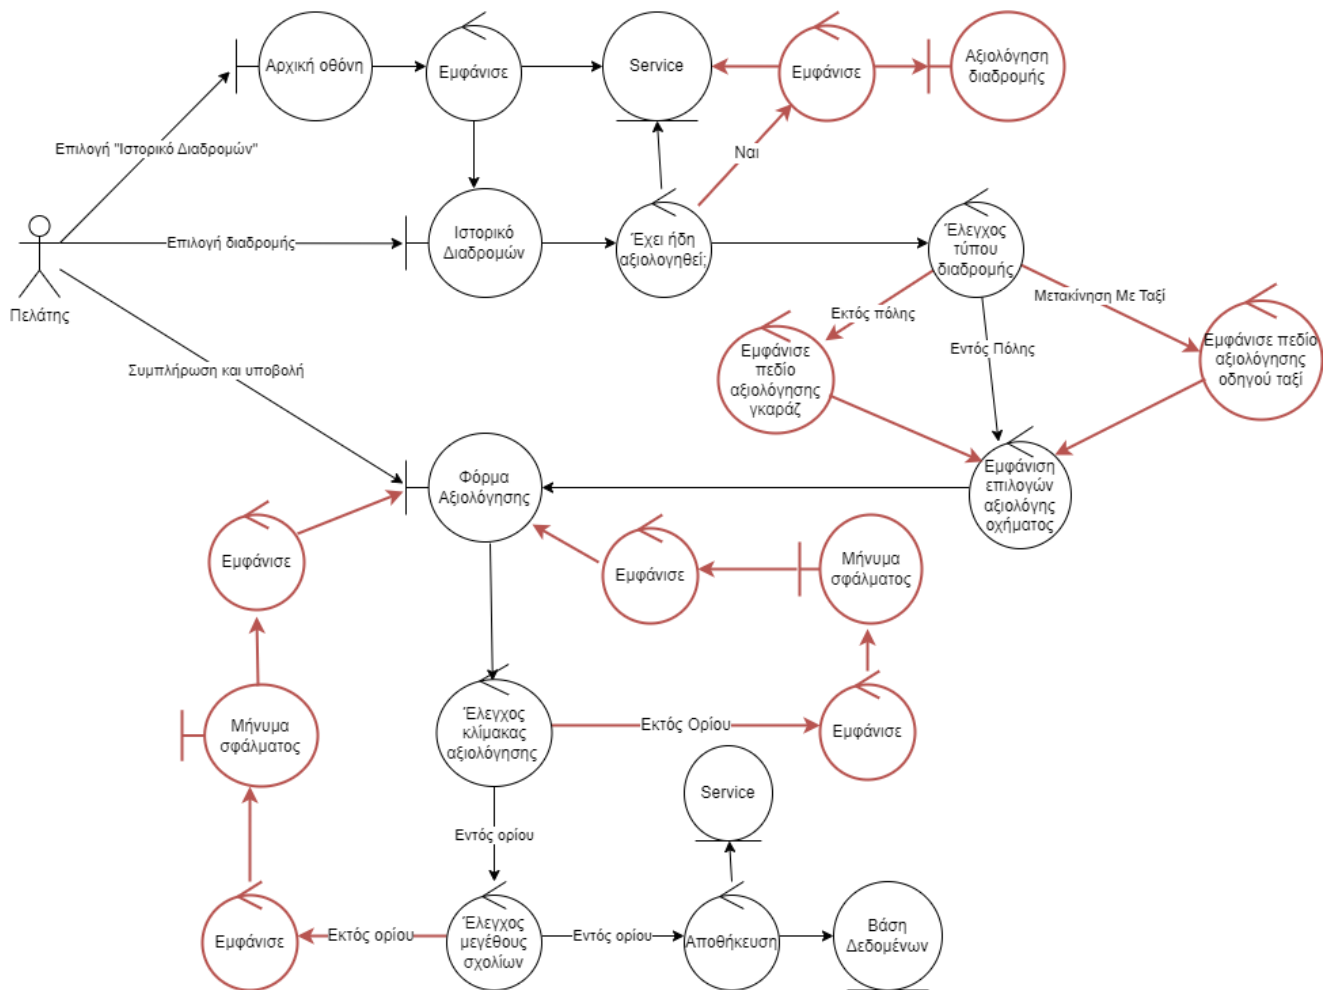 Αρχική οθόνη
Εμφάνισε
Service
Εμφάνισε
Αξιολόγηση
διαδρομής
Επιλογή "Ιστορικό Διαδρομών"
Ναι
Πελάτης
Επιλογή διαδρομής
Ιστορικό
Διαδρομών
Έχει ήδη
αξιολογηθεί;
Έλεγχος
τύπου
διαδρομής
Εκτός πόλης
Μετακίνηση Με Ταξί
Εντός Πόλης
Εμφάνισε
πεδίο
αξιολόγησης
γκαράζ
Εμφάνισε πεδίο
αξιολόγησης
οδηγού ταξί
Συμπλήρωση και υποβολή
Φόρμα
Αξιολόγησης
Εμφάνιση
επιλογών
αξιολόγης
οχήματος
Εμφάνισε
Εμφάνισε
Μήνυμα
σφάλματος
Μήνυμα
σφάλματος
Έλεγχος
κλίμακας
αξιολόγησης
Εκτός Ορίου
Εμφάνισε
Εντός ορίου
Service
Εμφάνισε
Εκτός ορίου
Έλεγχος
μεγέθους
σχολίων
Εντός ορίου
Αποθήκευση
Βάση
Δεδομένων